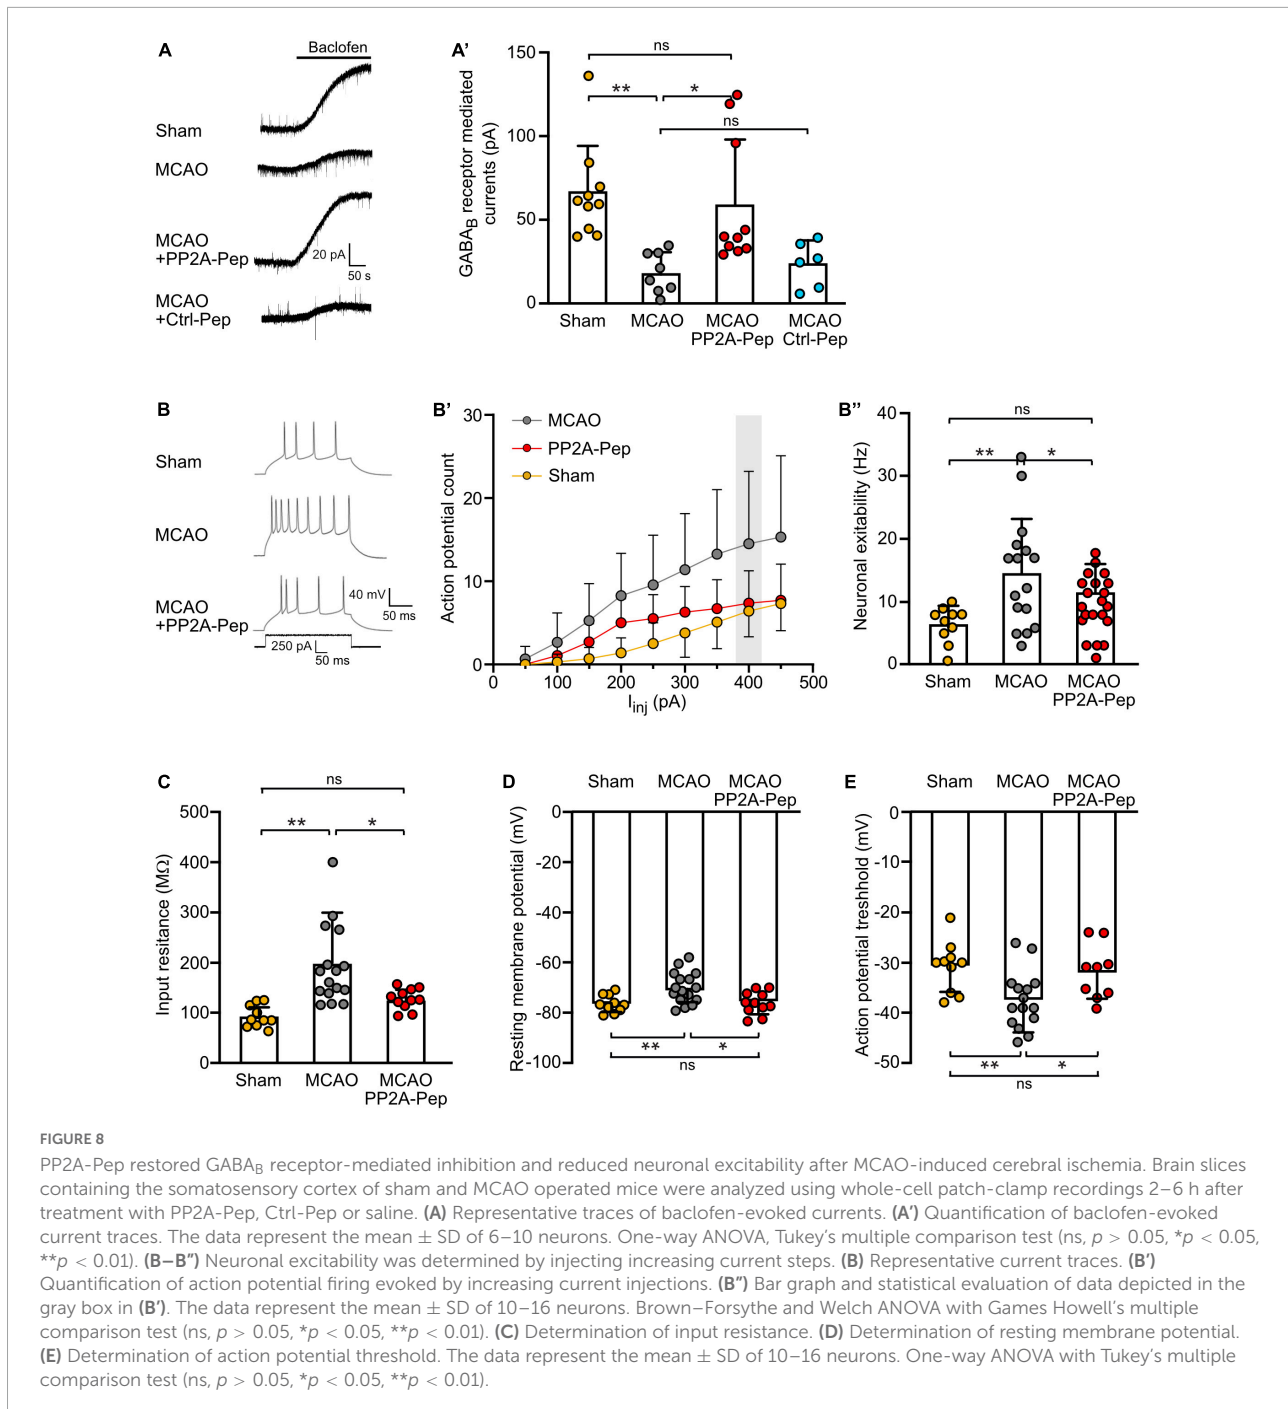 A
Baclofen
Sham
MCAO
MCAO
+PP2A-Pep
20 pA
50 s
MCAO
+Ctrl-Pep
A'
GABAB receptor mediated
currents (pA)
150
100
50
0
ns
**
*
ns
Sham
MCAO
MCAO
PP2A-Pep
MCAO
Ctrl-Pep
B
Sham
MCAO
MCAO
+PP2A-Pep
40 mV
50 ms
250 pA
50 ms
B'
Action potential count
30
20
10
0
MCAO
PP2A-Pep
Sham
0
100
200
300
400
500
Iinj (pA)
B''
Neuronal exitability (Hz)
40
30
20
10
0
ns
**
*
Sham
MCAO
MCAO
PP2A-Pep
C
Input resitance (MΩ)
500
400
300
200
100
0
ns
**
*
Sham
MCAO
MCAO
PP2A-Pep
D
Resting membrane potential (mV)
Sham
MCAO
MCAO
PP2A-Pep
0
-20
-40
-60
-80
-100
**
*
ns
E
Action potential treshhold (mV)
Sham
MCAO
MCAO
PP2A-Pep
0
-10
-20
-30
-40
-50
**
*
ns
FIGURE 8
PP2A-Pep restored GABAB receptor-mediated inhibition and reduced neuronal excitability after MCAO-induced cerebral ischemia. Brain slices
containing the somatosensory cortex of sham and MCAO operated mice were analyzed using whole-cell patch-clamp recordings 2–6 h after
treatment with PP2A-Pep, Ctrl-Pep or saline. (A) Representative traces of baclofen-evoked currents. (A') Quantification of baclofen-evoked
current traces. The data represent the mean ± SD of 6–10 neurons. One-way ANOVA, Tukey's multiple comparison test (ns, p > 0.05, *p < 0.05,
**p < 0.01). (B–B'') Neuronal excitability was determined by injecting increasing current steps. (B) Representative current traces. (B')
Quantification of action potential firing evoked by increasing current injections. (B'') Bar graph and statistical evaluation of data depicted in the
gray box in (B'). The data represent the mean ± SD of 10–16 neurons. Brown–Forsythe and Welch ANOVA with Games Howell's multiple
comparison test (ns, p > 0.05, *p < 0.05, **p < 0.01). (C) Determination of input resistance. (D) Determination of resting membrane potential.
(E) Determination of action potential threshold. The data represent the mean ± SD of 10–16 neurons. One-way ANOVA with Tukey's multiple
comparison test (ns, p > 0.05, *p < 0.05, **p < 0.01).